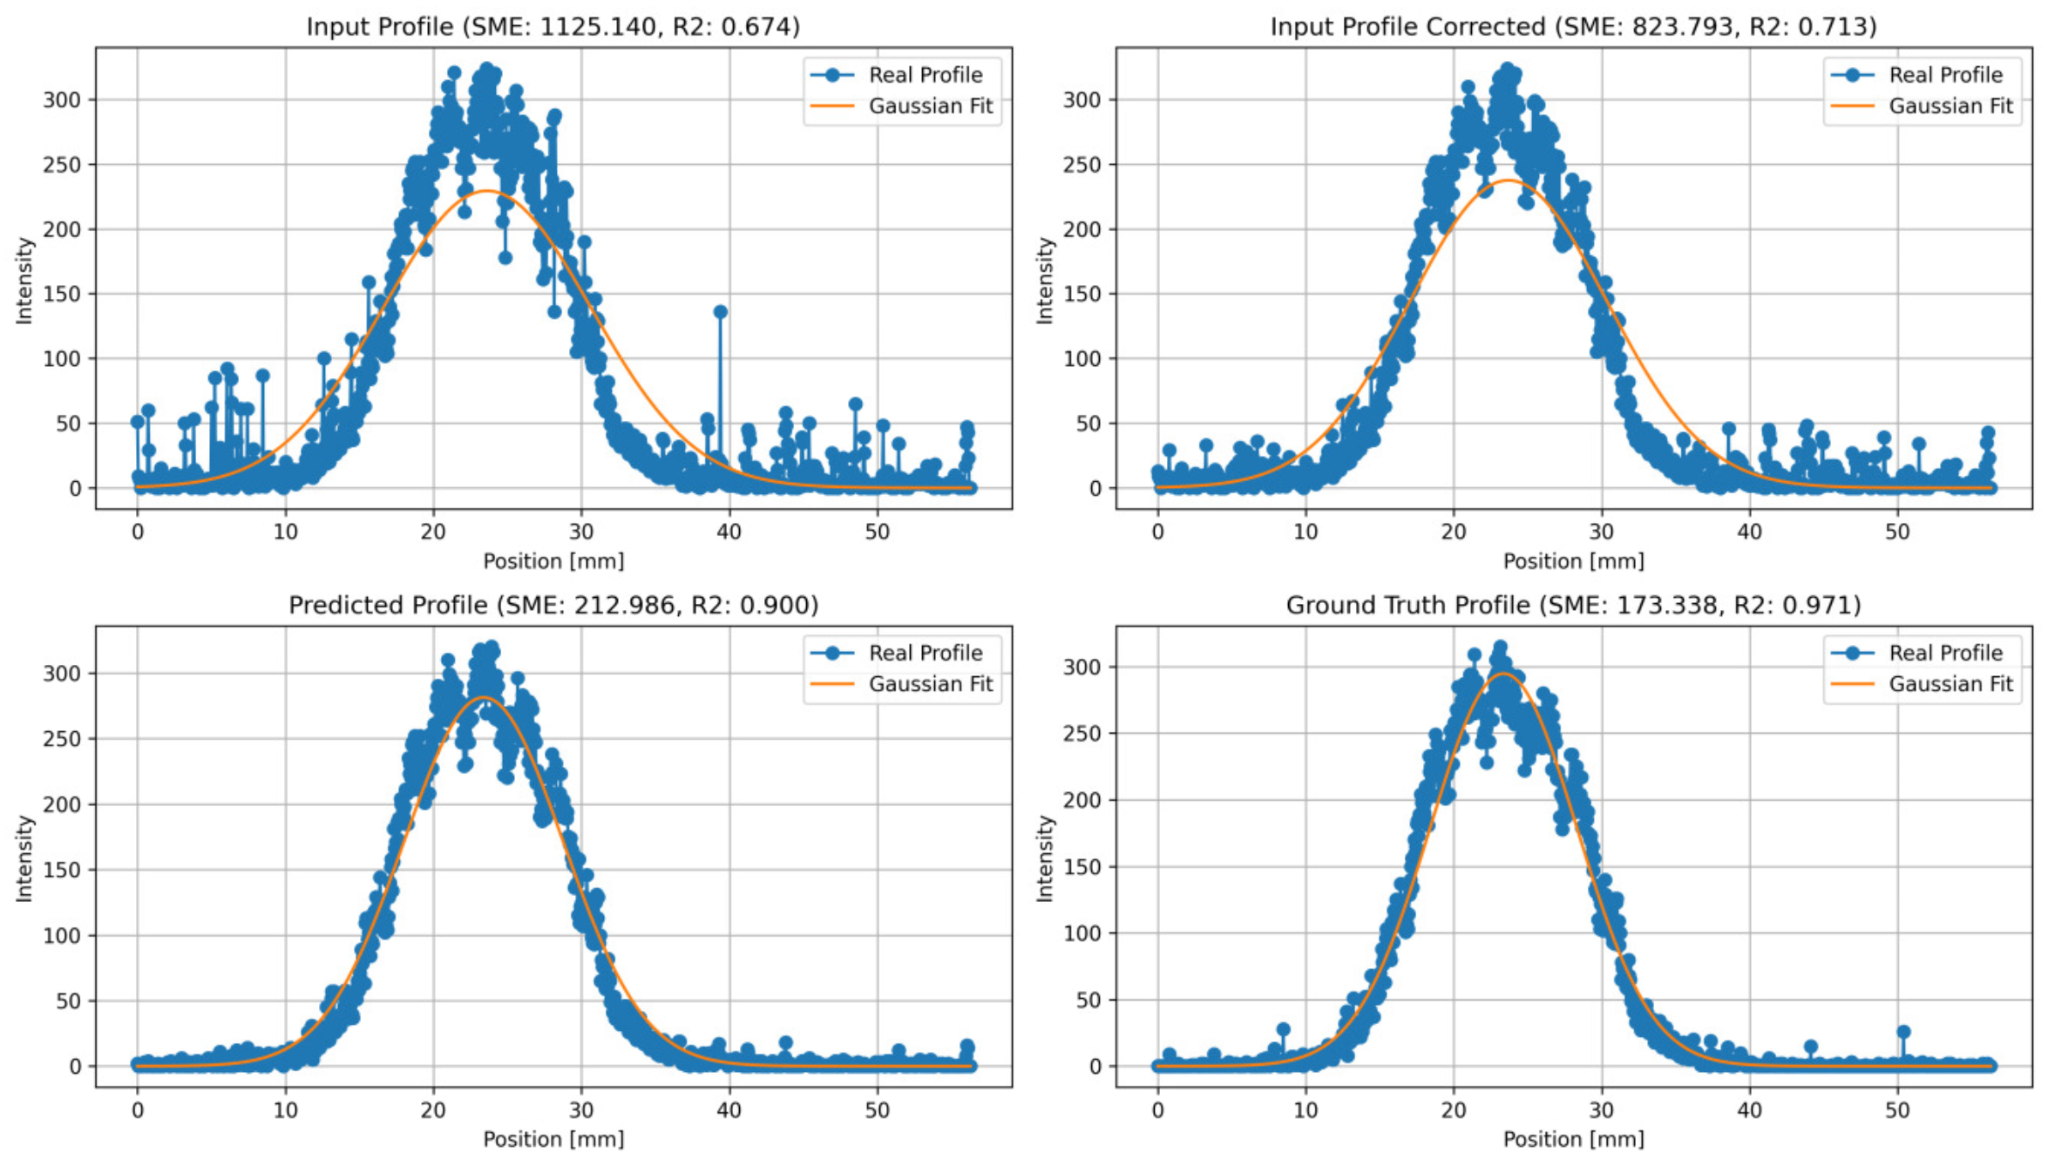 Input Profile (SME: 1125.140, R2: 0.674)
Real Profile
Gaussian Fit
Intensity
300
250
200
150
100
50
0
0 10 20 30 40 50
Position [mm]
Input Profile Corrected (SME: 823.793, R2: 0.713)
Real Profile
Gaussian Fit
Intensity
300
250
200
150
100
50
0
0 10 20 30 40 50
Position [mm]
Predicted Profile (SME: 212.986, R2: 0.900)
Real Profile
Gaussian Fit
Intensity
300
250
200
150
100
50
0
0 10 20 30 40 50
Position [mm]
Ground Truth Profile (SME: 173.338, R2: 0.971)
Real Profile
Gaussian Fit
Intensity
300
250
200
150
100
50
0
0 10 20 30 40 50
Position [mm]